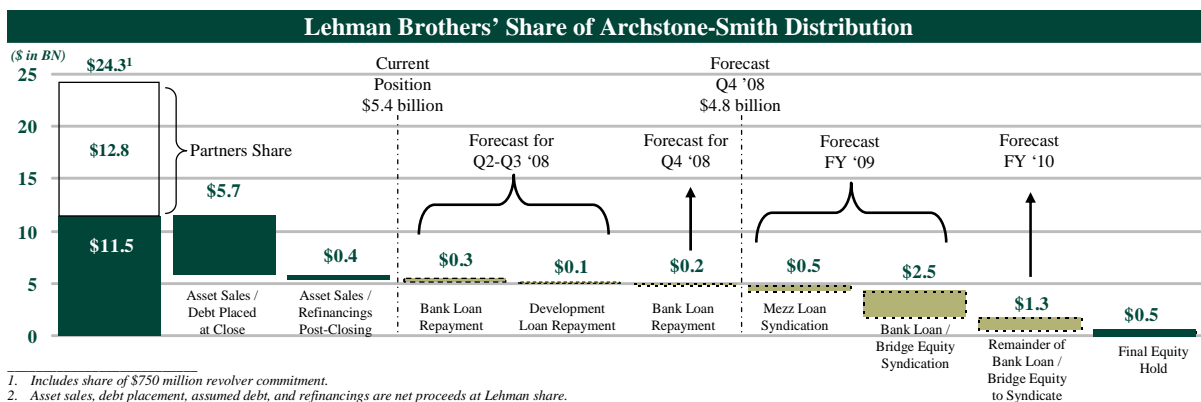 Lehman Brothers' Share of Archstone-Smith Distribution
($ in BN)
25
20
15
10
5
0
$24.3¹
$12.8
$11.5
Partners Share
$5.7
Asset Sales /
Debt Placed
at Close
$0.4
Asset Sales /
Refinancings
Post-Closing
Current
Position
$5.4 billion
Forecast for
Q2-Q3 ‘08
$0.3
Bank Loan
Repayment
$0.1
Development
Loan Repayment
Forecast for
Q4 ‘08
$0.2
Bank Loan
Repayment
Forecast
Q4 ’08
$4.8 billion
Forecast
FY ‘09
$0.5
Mezz Loan
Syndication
$2.5
Bank Loan /
Bridge Equity
Syndication
Forecast
FY ‘10
$1.3
Remainder of
Bank Loan /
Bridge Equity
to Syndicate
$0.5
Final Equity
Hold
1. Includes share of $750 million revolver commitment.
2. Asset sales, debt placement, assumed debt, and refinancings are net proceeds at Lehman share.